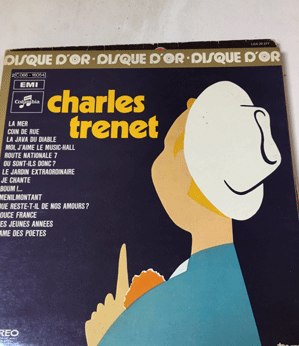 DISQUE D'OR · DISQUE D'OR · DISQUE D'OR
EMI
Columbia
charles
trenet
LA MER
COIN DE RUE
LA JAVA DU DIABLE
MOI, J'AIME LE MUSIC-HALL
ROUTE NATIONALE 7
OU SONT-ILS DONC ?
LE JARDIN EXTRAORDINAIRE
JE CHANTE
BOUM !...
MENILMONTANT
QUE RESTE-T-IL DE NOS AMOURS ?
OUCE FRANCE
ES JEUNES ANNEES
AME DES POETES
REO